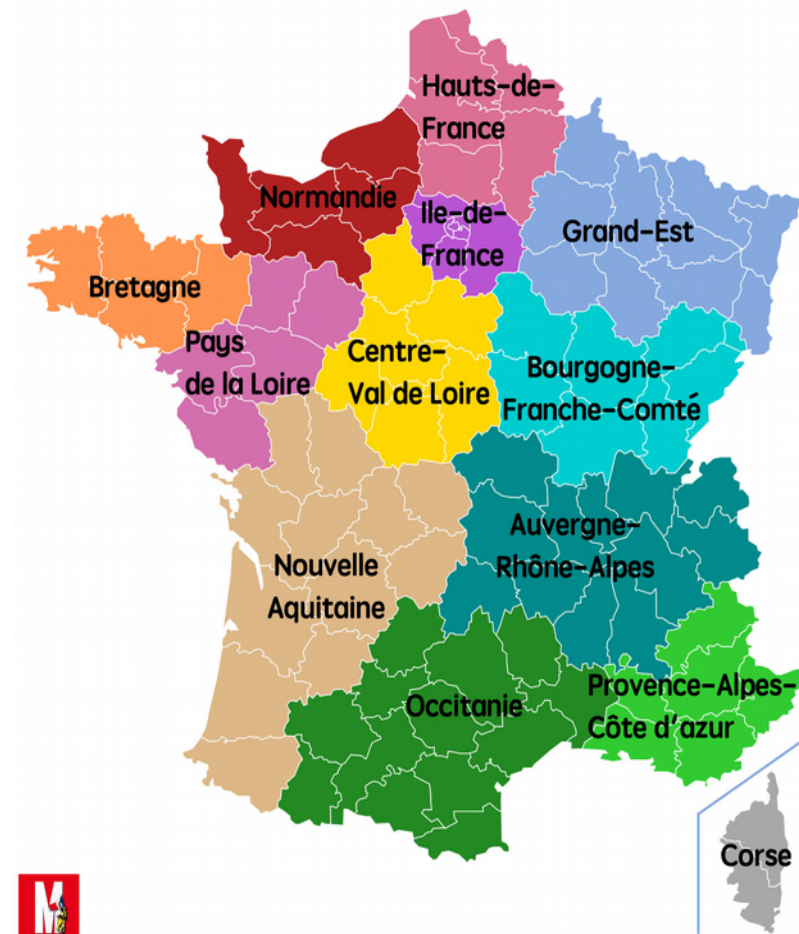 Hauts-de-
France
Normandie
Ile-de-
France
Grand-Est
Bretagne
Pays
de la Loire
Centre-
Val de Loire
Bourgogne-
Franche-Comté
Auvergne-
Rhône-Alpes
Nouvelle
Aquitaine
Occitanie
Provence-Alpes-
Côte d'azur
Corse
M